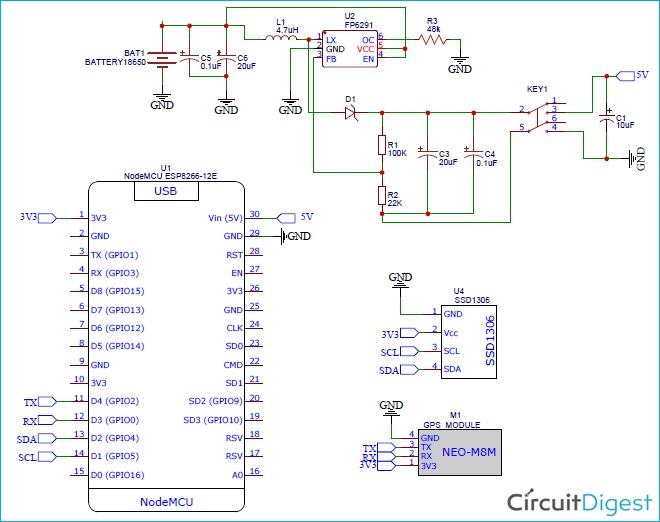 BAT1
BATTERY18650
C5
0.1uF
C6
20uF
GND
GND
L1
4.7uH
GND
U2
FP6291
1 LX
2 GND
3 FB
OC 6
VCC 5
EN 4
R3
48k
GND
D1
R1
100K
R2
22K
C3
20uF
C4
0.1uF
KEY1
2
5
1
3
6
4
5V
C1
10uF
GND
U1
NodeMCU ESP8266-12E
USB
3V3 1 3V3
2 GND
3 TX (GPIO1)
4 RX (GPIO3)
5 D8 (GPIO15)
6 D7 (GPIO13)
7 D6 (GPIO12)
8 D5 (GPIO14)
9 GND
10 3V3
TX 11 D4 (GPIO2)
RX 12 D3 (GPIO0)
SDA 13 D2 (GPIO4)
SCL 14 D1 (GPIO5)
15 D0 (GPIO16)
Vin (5V) 30 5V
GND 29 GND
RST 28
EN 27
3V3 26
GND 25
CLK 24
SD0 23
CMD 22
SD1 21
SD2 (GPIO9) 20
SD3 (GPIO10) 19
RSV 18
RSV 17
A0 16
NodeMCU
GND
U4
SSD1306
1 GND
3V3 2 Vcc
SCL 3 SCL
SDA 4 SDA
SSD1306
GND
M1
GPS_MODULE
4 GND
TX 3 TX
RX 2 RX
3V3 1 3V3
NEO-M8M
CircuitDigest